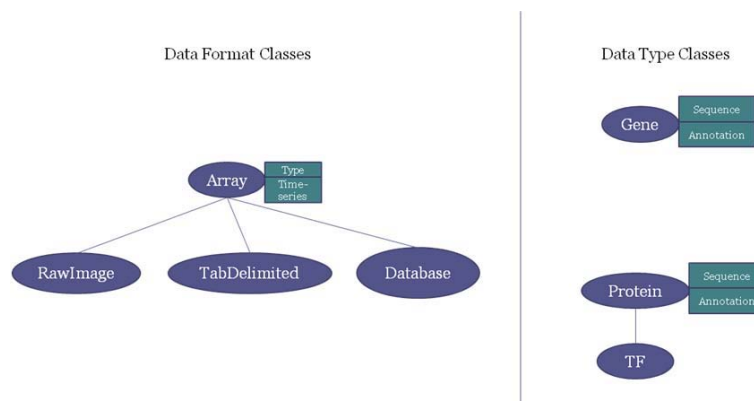 Data Format Classes
Array
Type
Time-
series
RawImage
TabDelimited
Database
Data Type Classes
Gene
Sequence
Annotation
Protein
Sequence
Annotation
TF